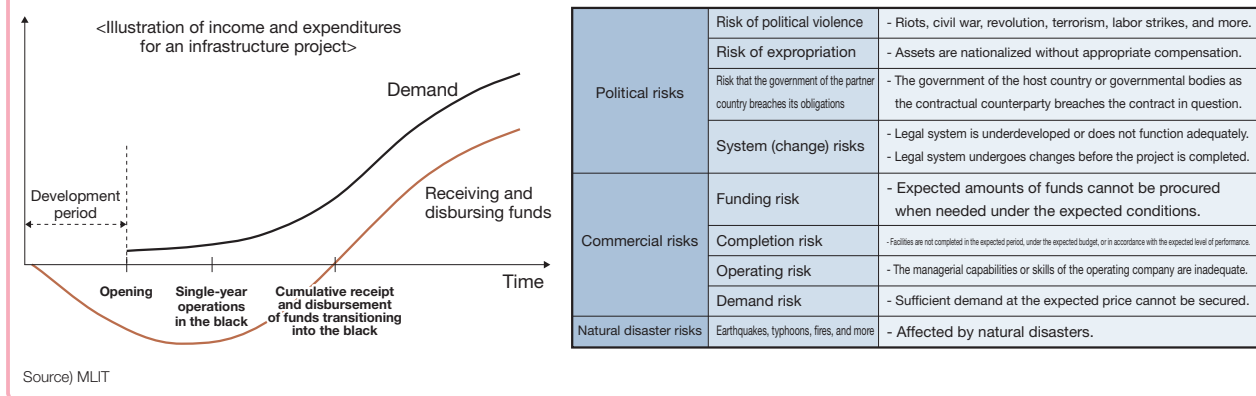 <Illustration of income and expenditures
for an infrastructure project>
Demand
Development
period
Receiving and
disbursing funds
Time
Opening
Single-year
operations
in the black
Cumulative receipt
and disbursement
of funds transitioning
into the black
Political risks
Risk of political violence
- Riots, civil war, revolution, terrorism, labor strikes, and more.
Risk of expropriation
- Assets are nationalized without appropriate compensation.
Risk that the government of the partner
country breaches its obligations
- The government of the host country or governmental bodies as
the contractual counterparty breaches the contract in question.
System (change) risks
- Legal system is underdeveloped or does not function adequately.
- Legal system undergoes changes before the project is completed.
Commercial risks
Funding risk
- Expected amounts of funds cannot be procured
when needed under the expected conditions.
Completion risk
- Facilities are not completed in the expected period, under the expected budget, or in accordance with the expected level of performance.
Operating risk
- The managerial capabilities or skills of the operating company are inadequate.
Demand risk
- Sufficient demand at the expected price cannot be secured.
Natural disaster risks
Earthquakes, typhoons, fires, and more
- Affected by natural disasters.
Source) MLIT